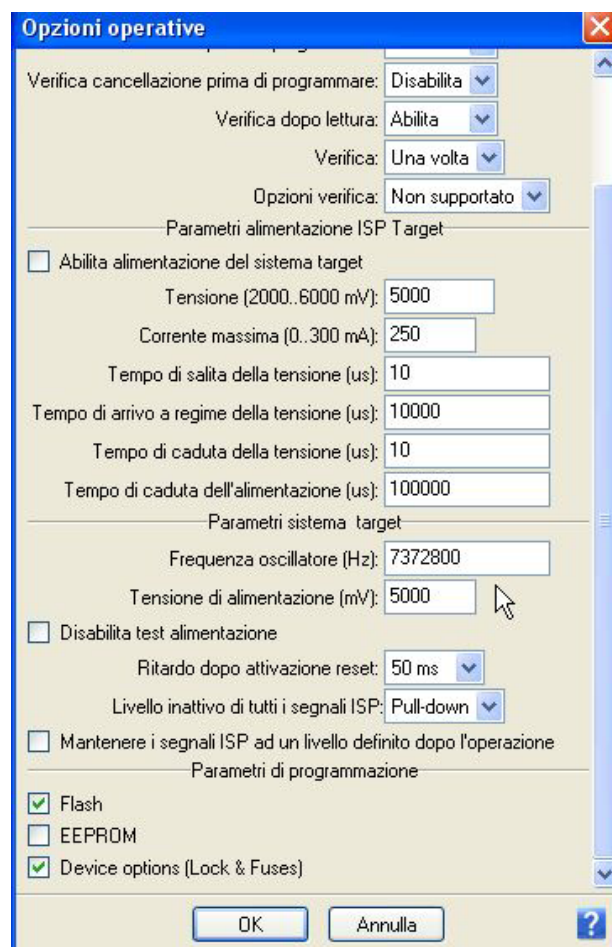 Opzioni operative
Verifica cancellazione prima di programmare: Disabilita
Verifica dopo lettura: Abilita
Verifica: Una volta
Opzioni verifica: Non supportato
Parametri alimentazione ISP Target
Abilita alimentazione del sistema target
Tensione (2000..6000 mV): 5000
Corrente massima (0..300 mA): 250
Tempo di salita della tensione (us): 10
Tempo di arrivo a regime della tensione (us): 10000
Tempo di caduta della tensione (us): 10
Tempo di caduta dell'alimentazione (us): 100000
Parametri sistema target
Frequenza oscillatore (Hz): 7372800
Tensione di alimentazione (mV): 5000
Disabilita test alimentazione
Ritardo dopo attivazione reset: 50 ms
Livello inattivo di tutti i segnali ISP: Pull-down
Mantenere i segnali ISP ad un livello definito dopo l'operazione
Parametri di programmazione
Flash
EEPROM
Device options (Lock & Fuses)
OK Annulla ?